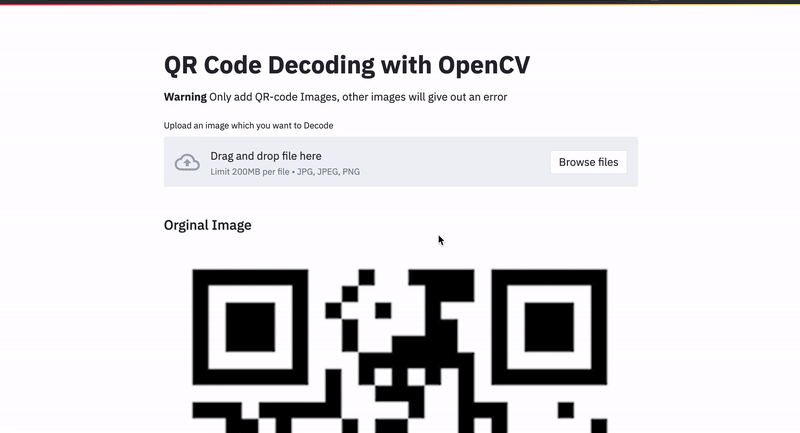 QR Code Decoding with OpenCV
Warning Only add QR-code Images, other images will give out an error
Upload an image which you want to Decode
Drag and drop file here
Limit 200MB per file • JPG, JPEG, PNG
Browse files
Orginal Image